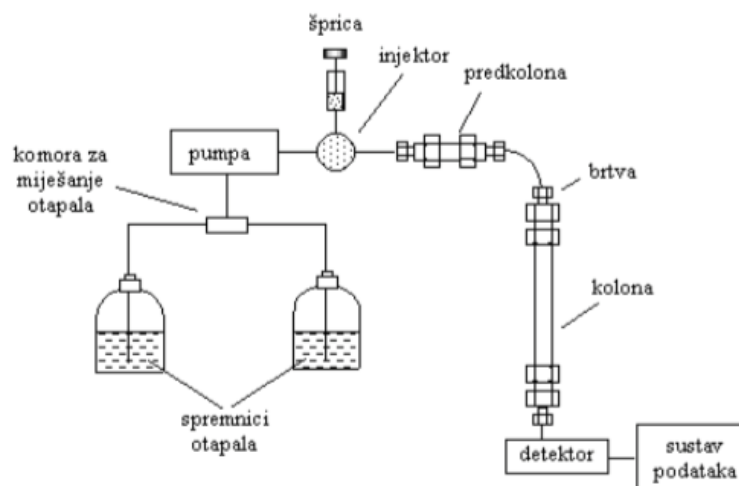 šprica
injektor
predkolona
pumpa
komora za
miješanje
otapala
brtva
kolona
spremnici
otapala
detektor
sustav
podataka